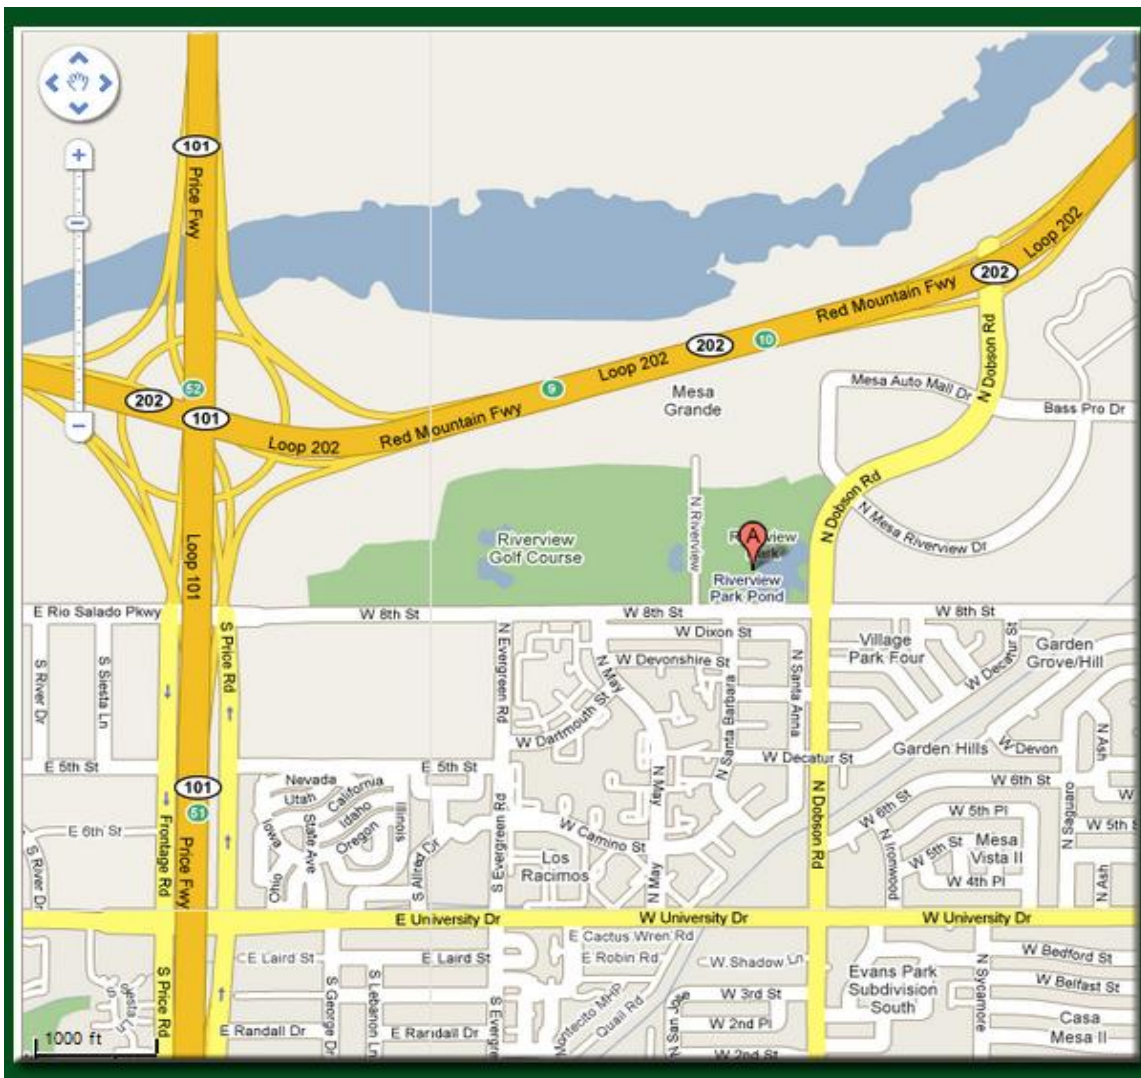 101
Price Fwy
Loop 202
202
Red Mountain Fwy
10
202
Loop 202
N Dobson Rd
52
202
9
Mesa
Grande
Mesa Auto Mall Dr
Bass Pro Dr
101
Loop 202
Red Mountain Fwy
N Dobson Rd
N Mesa Riverview Dr
N Riverview
Riverview
Golf Course
A
Park
Riverview
Park Pond
Loop 101
E Rio Salado Pkwy
W 8th St
W 8th St
W 8th St
S Price Rd
N Evergreen Rd
W Dixon St
W Devonshire St
N May
Village
Park Four
W Decatur St
Garden
Grove/Hill
S River Dr
S Siesta Ln
W Dartmouth St
N Santa Barbara
N Santa Anna
W Decatur St
Garden Hills
W Devon
N Ash
E 5th St
E 5th St
101
51
Nevada
Utah
California
Idaho
Oregon
Illinois
Iowa
State Ave
Ohio
N May
W 6th St
W 6th St
W 5th Pl
N Saguaro
W
W 5th S
E 6th St
Frontage Rd
Price Fwy
S River Dr
S Allred Dr
S Evergreen Rd
W Camino St
Los
Racimos
N May
N Dobson Rd
N Ironwood
W 5th St
Mesa
Vista II
W 4th Pl
N Ash
E University Dr
W University Dr
W University Dr
E Laird St
E Laird St
E Cactus Wren Rd
E Robin Rd
W Shadow Ln
W 3rd St
W 2nd Pl
W 2nd St
Evans Park
Subdivision
South
N Sycamore
W Bedford St
W Belfast St
Casa
Mesa II
S Price Rd
S George Dr
S Lebanon Ln
S Evergre
Quail Rd
E Randall Dr
E Randall Dr
1000 ft